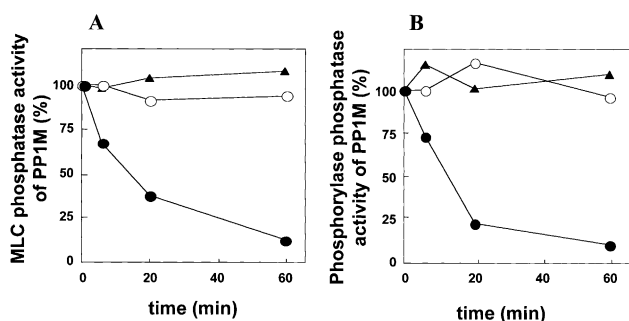 A
MLC phosphatase activity
of PP1M (%)
100
75
50
25
0
0
20
40
60
time (min)
B
Phosphorylase phosphatase
activity of PP1M (%)
100
75
50
25
0
0
20
40
60
time (min)